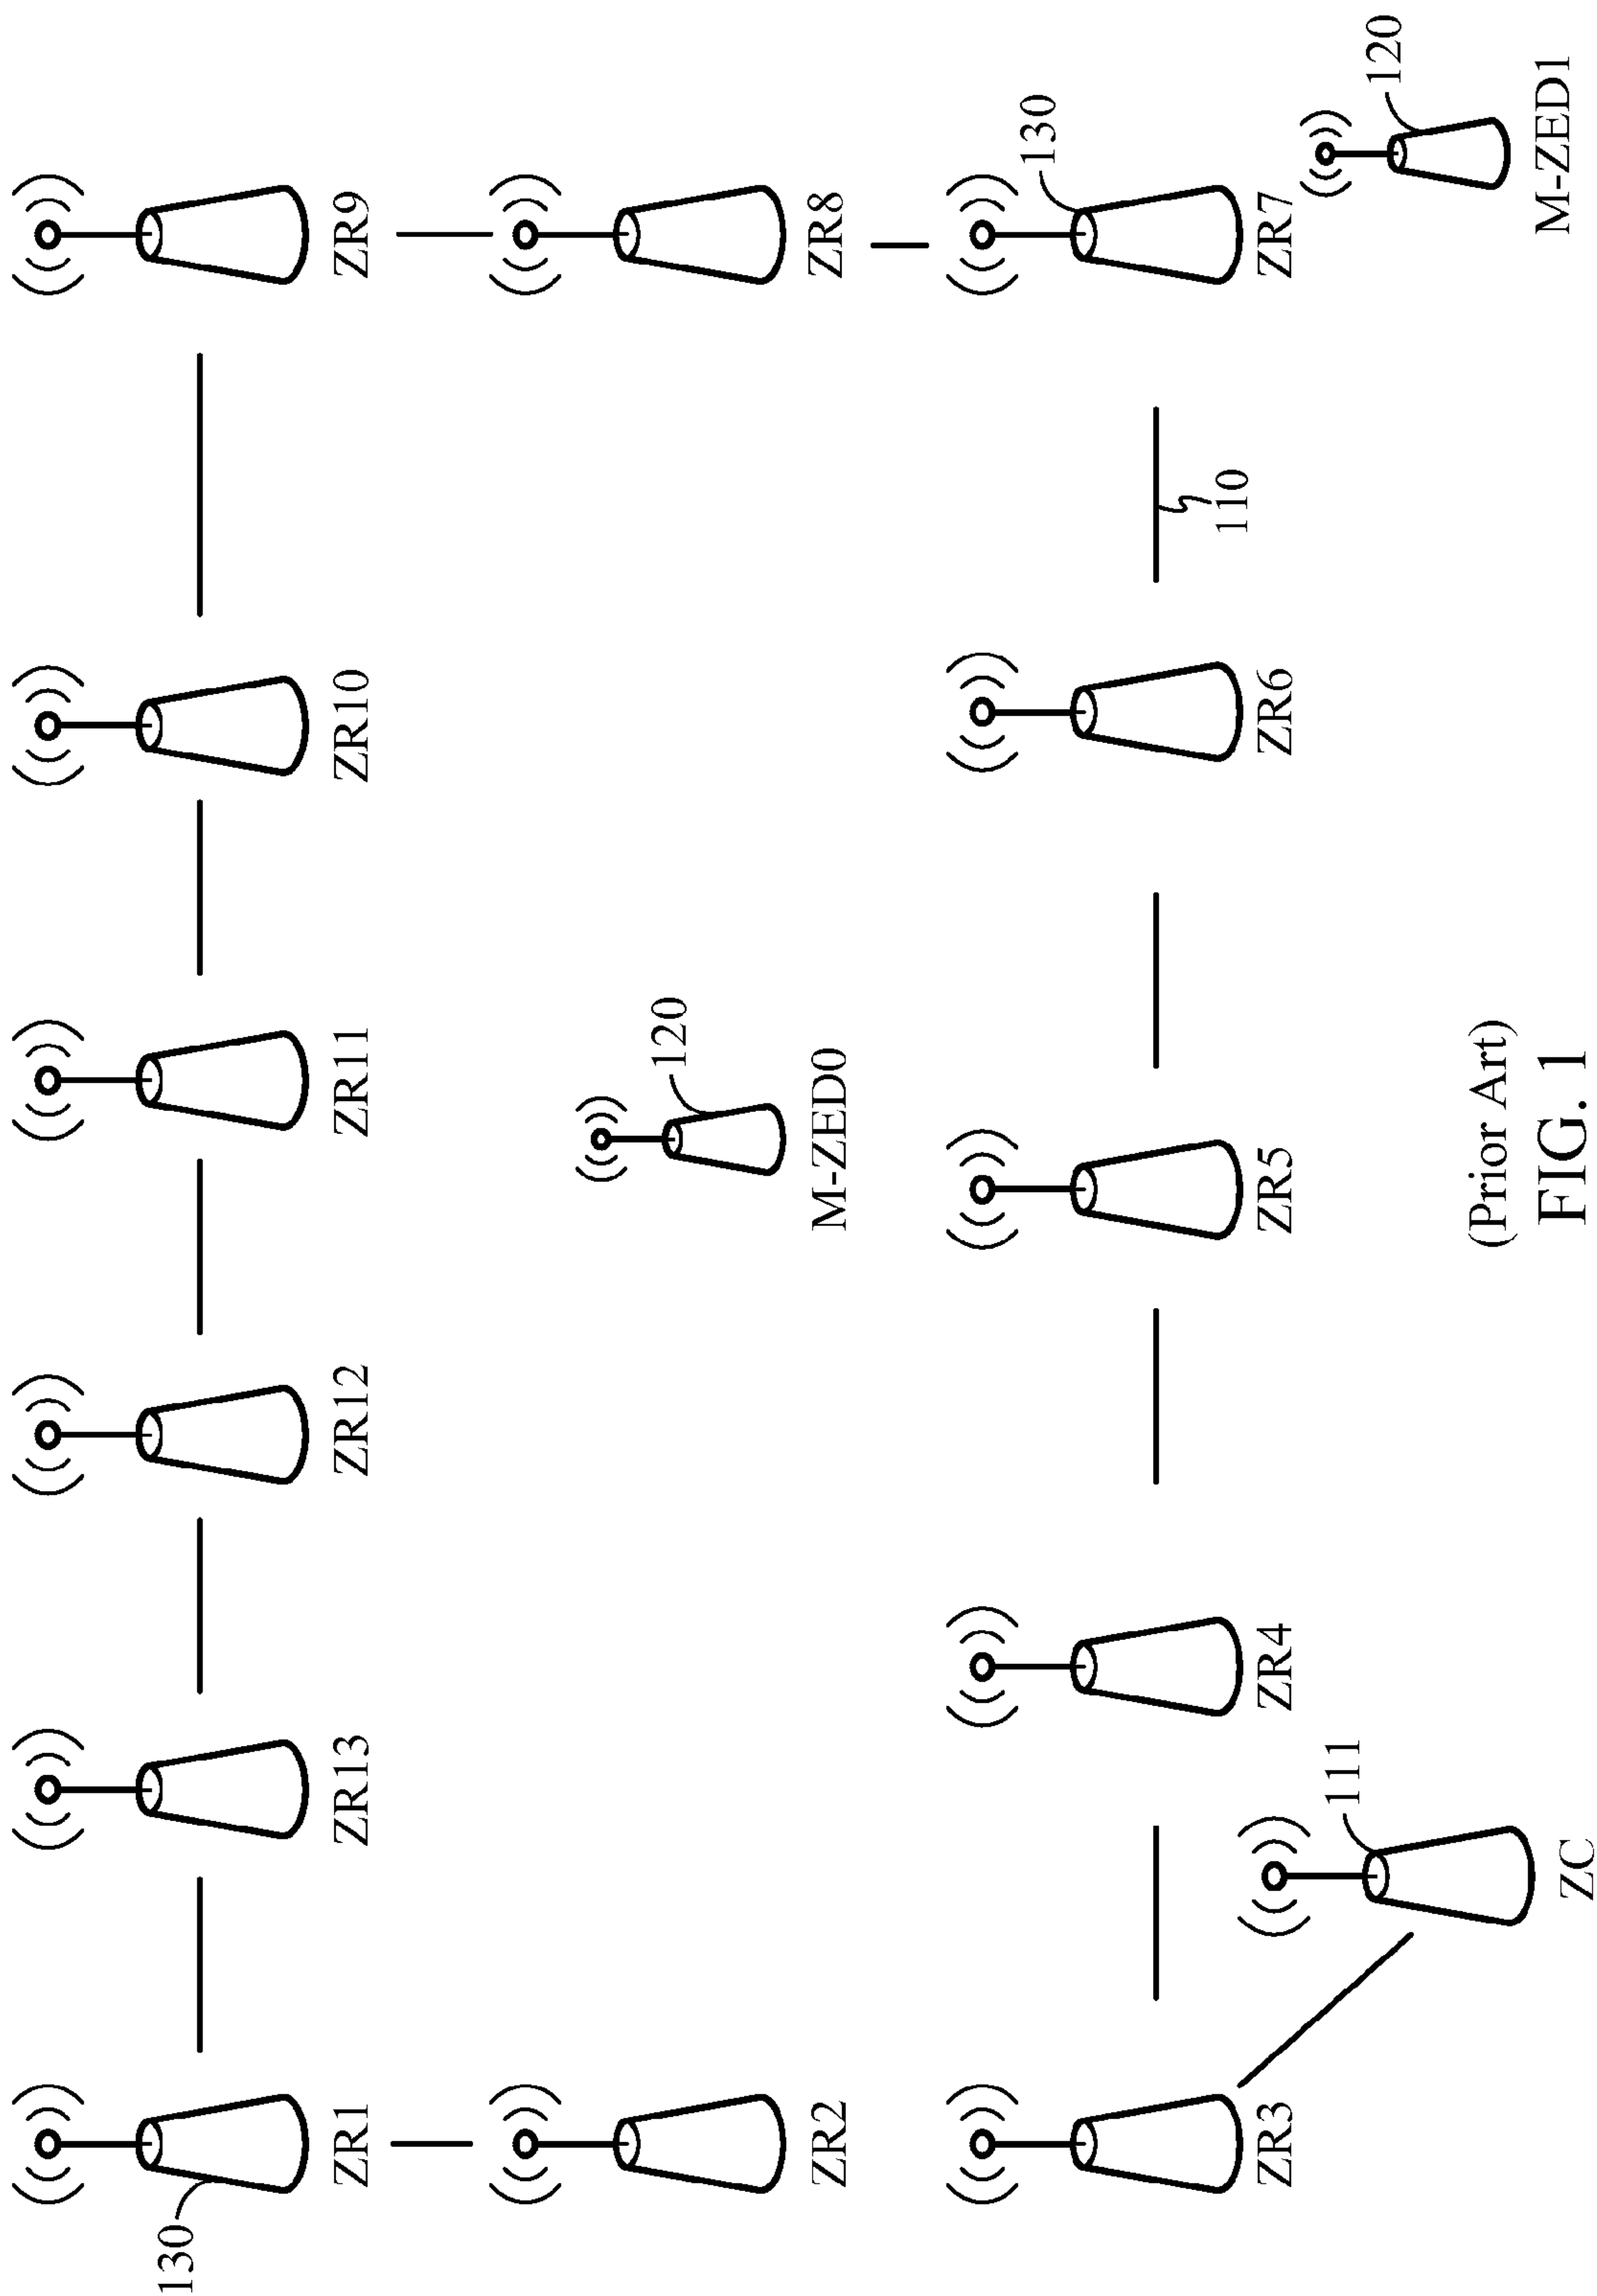 130
ZR1
ZR13
ZR12
ZR11
ZR10
ZR9
ZR2
M-ZED0
120
ZR8
ZR3
ZR4
ZR5
ZR6
ZR7
130
110
ZC
111
M-ZED1
120
(Prior Art)
FIG. 1